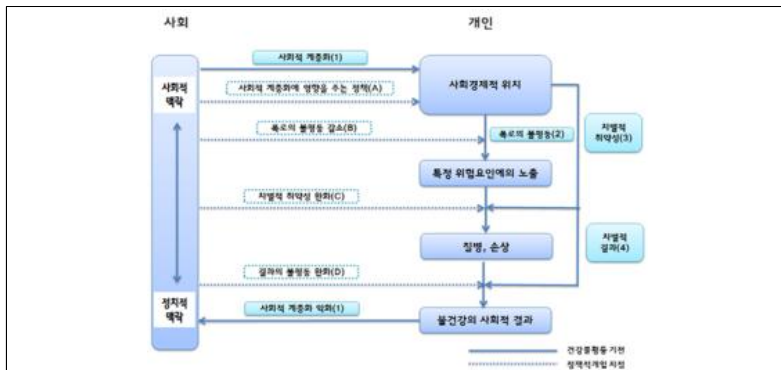 사회
개인
사회적 계층화(1)
사회적
맥락
사회경제적 위치
사회적 계층화에 영향을 주는 정책(A)
폭로의 불평등 감소(B)
폭로의 불평등(2)
차별적
취약성(3)
특정 위험요인에의 노출
차별적 취약성 완화(C)
질병, 손상
차별적
결과(4)
결과의 불평등 완화(D)
정치적
맥락
사회적 계층화 악화(1)
불건강의 사회적 결과
건강불평등 기전
정책적개입 지점